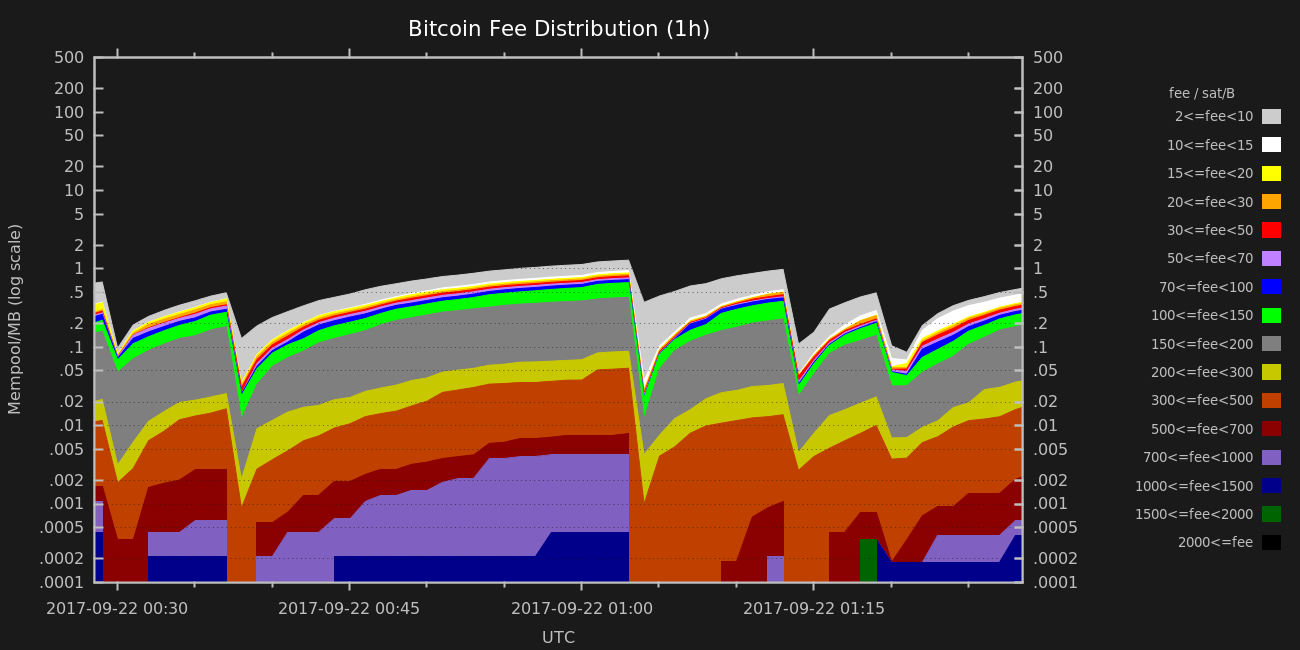 Bitcoin Fee Distribution (1h)
500 500
200 200
100 100
50 50
20 20
10 10
5 5
2 2
1 1
.5 .5
.2 .2
.1 .1
.05 .05
.02 .02
.01 .01
.005 .005
.002 .002
.001 .001
.0005 .0005
.0002 .0002
.0001 .0001
Mempool/MB (log scale)
2017-09-22 00:30 2017-09-22 00:45 2017-09-22 01:00 2017-09-22 01:15
UTC
fee / sat/B
2<=fee<10
10<=fee<15
15<=fee<20
20<=fee<30
30<=fee<50
50<=fee<70
70<=fee<100
100<=fee<150
150<=fee<200
200<=fee<300
300<=fee<500
500<=fee<700
700<=fee<1000
1000<=fee<1500
1500<=fee<2000
2000<=fee